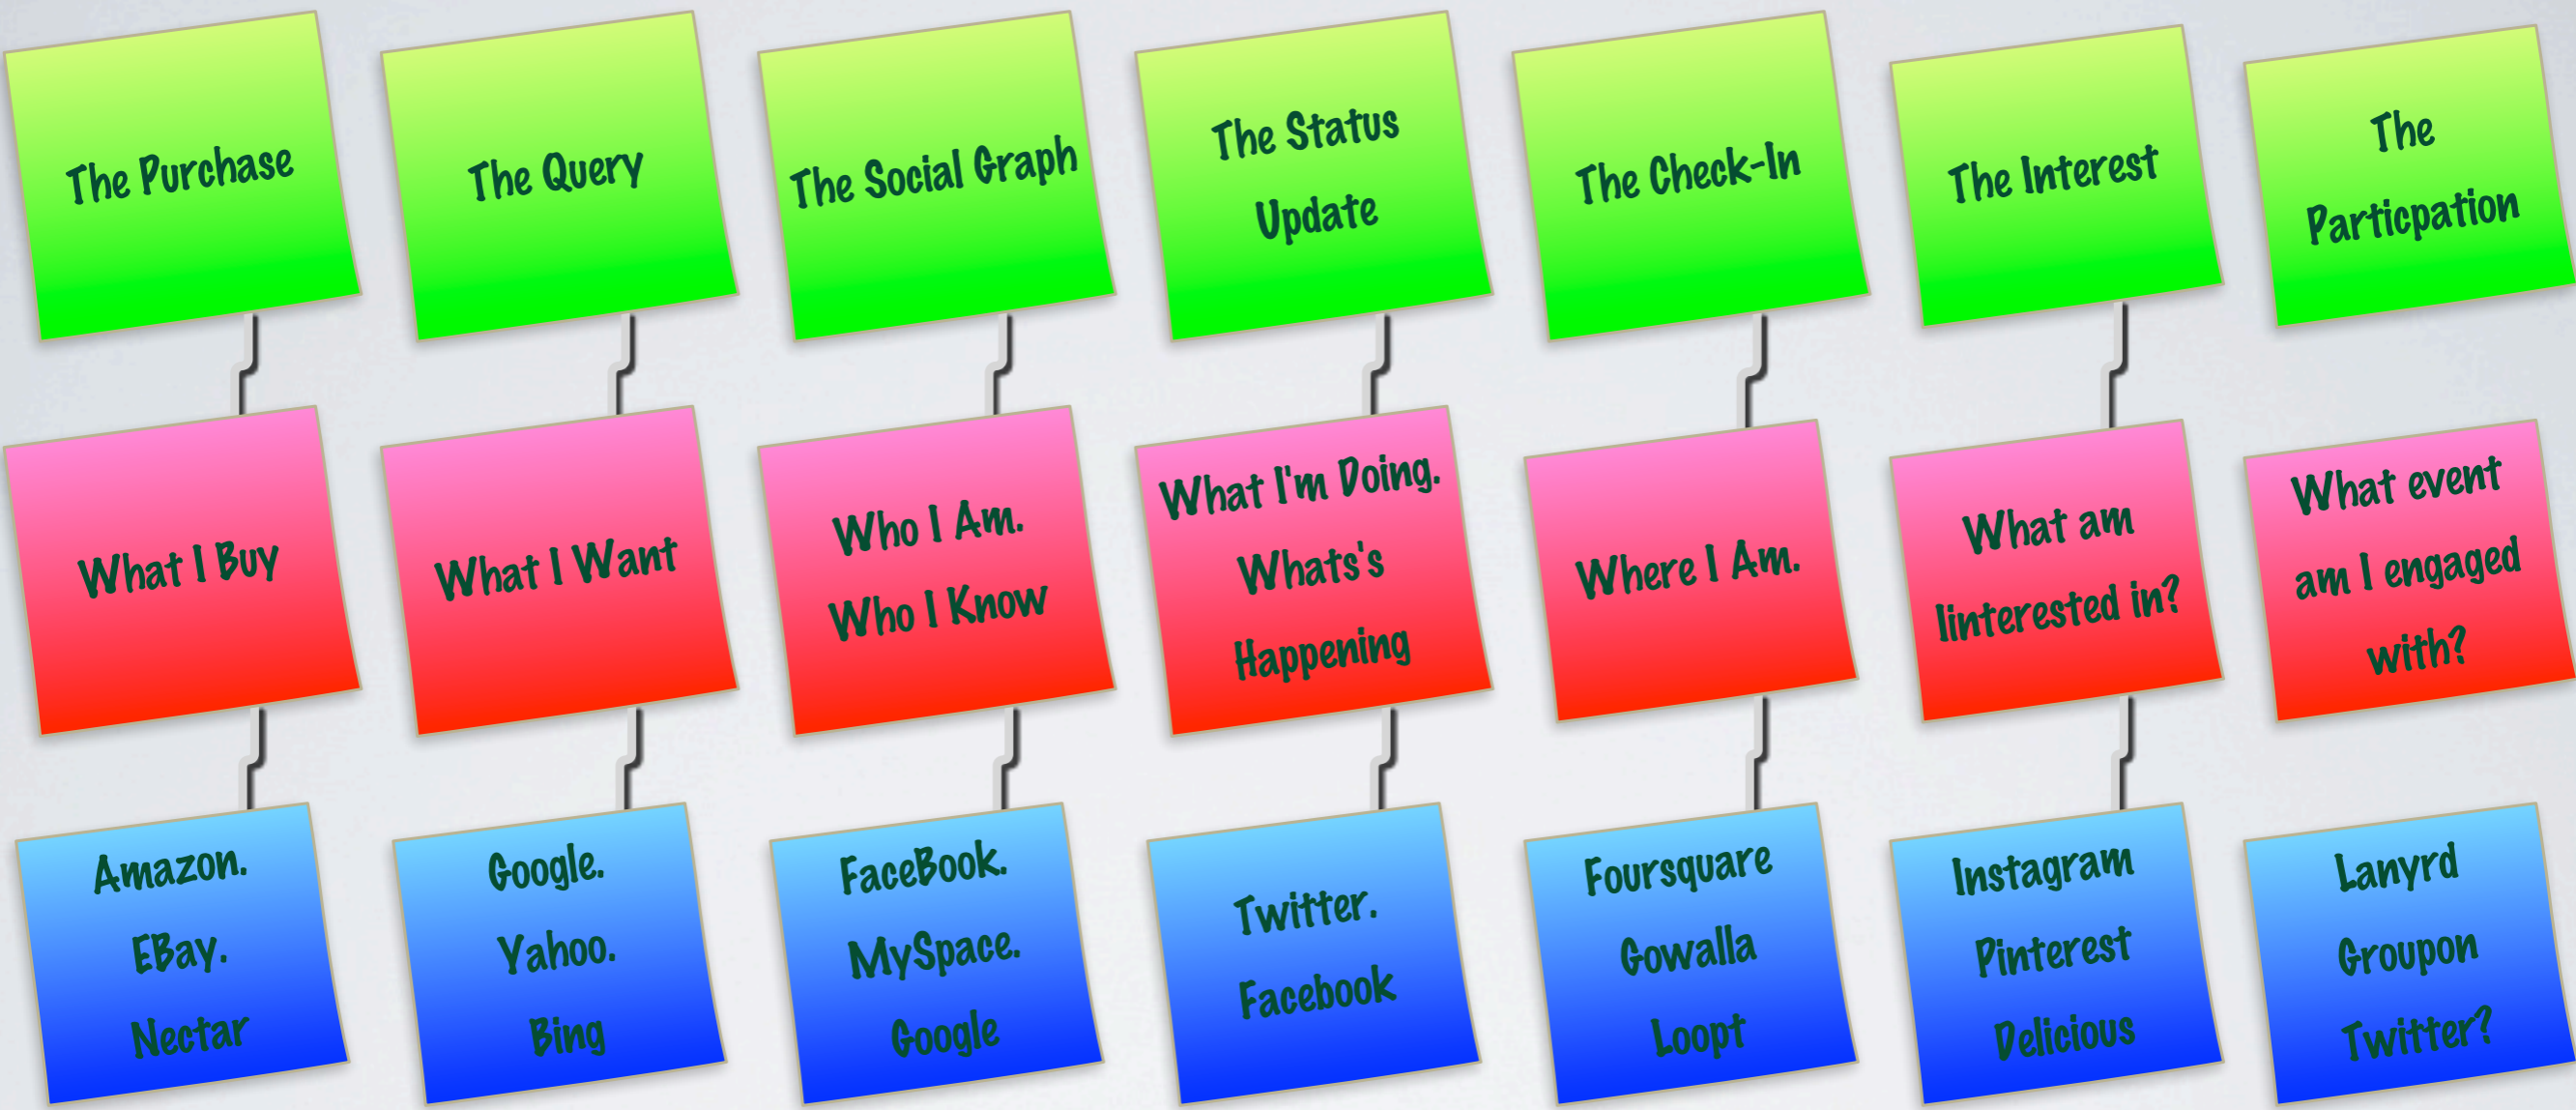 The Purchase
The Query
The Social Graph
The Status
Update
The Check-In
The Interest
The
Particpation
What I Buy
What I Want
Who I Am.
Who I Know
What I'm Doing.
Whats's
Happening
Where I Am.
What am
Iinterested in?
What event
am I engaged
with?
Amazon.
EBay.
Nectar
Google.
Yahoo.
Bing
FaceBook.
MySpace.
Google
Twitter.
Facebook
Foursquare
Gowalla
Loopt
Instagram
Pinterest
Delicious
Lanyrd
Groupon
Twitter?